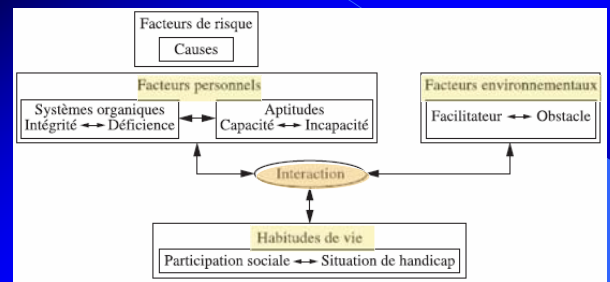 Facteurs de risque
Causes
Facteurs personnels
Systèmes organiques
Intégrité ↔ Déficience
Aptitudes
Capacité ↔ Incapacité
Facteurs environnementaux
Facilitateur ↔ Obstacle
Interaction
Habitudes de vie
Participation sociale ↔ Situation de handicap